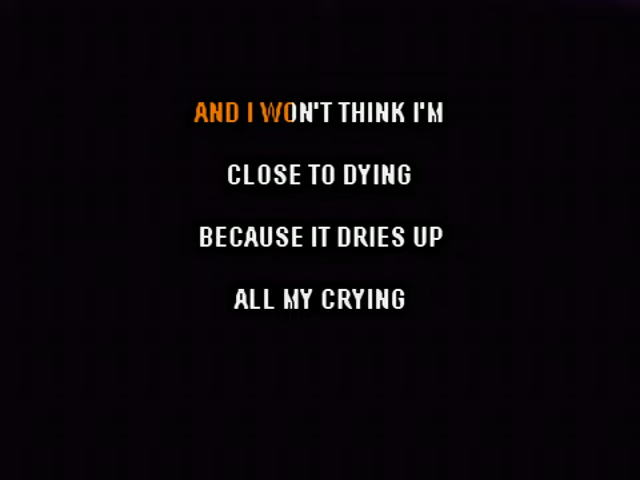 AND I WON'T THINK I'M
CLOSE TO DYING
BECAUSE IT DRIES UP
ALL MY CRYING